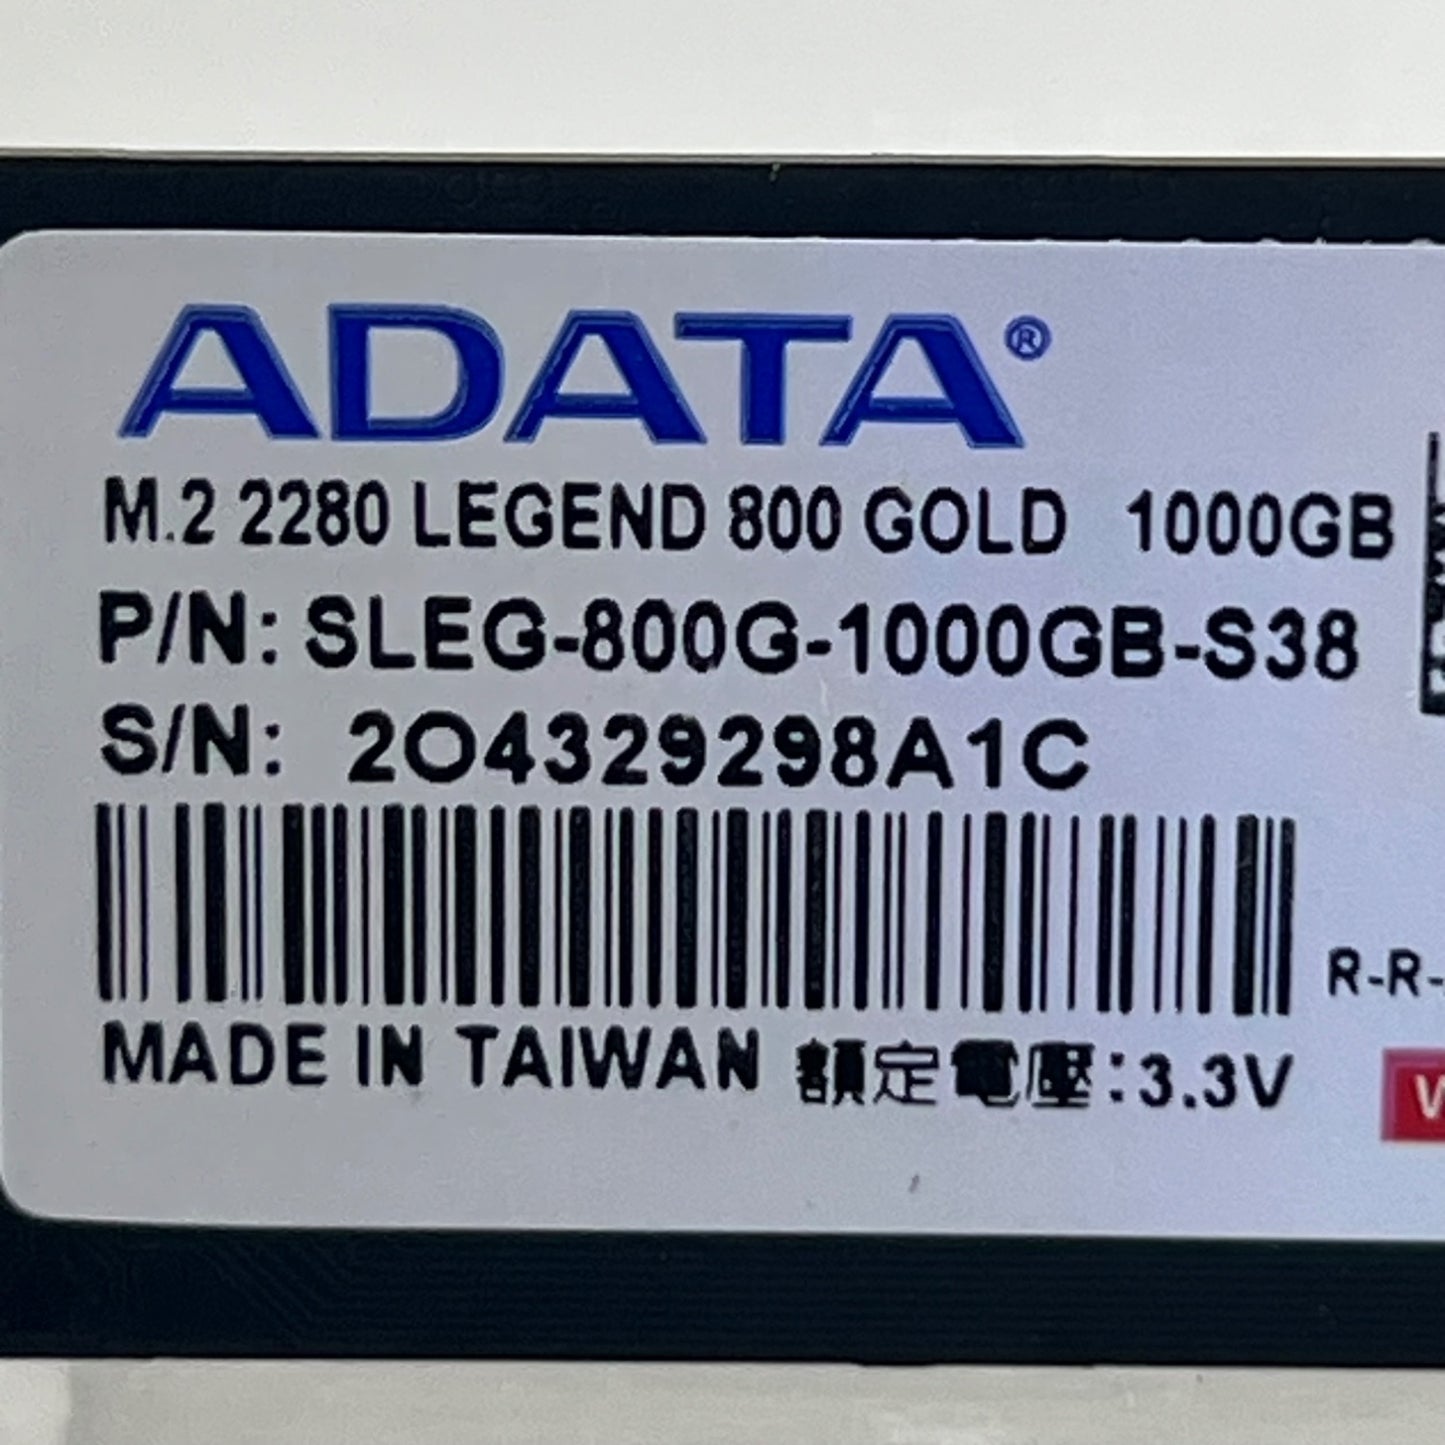 ADATA®
M.2 2280 LEGEND 800 GOLD 1000GB
P/N: SLEG-800G-1000GB-S38
S/N: 2O4329298A1C
R-R-
MADE IN TAIWAN 額定電壓:3.3V